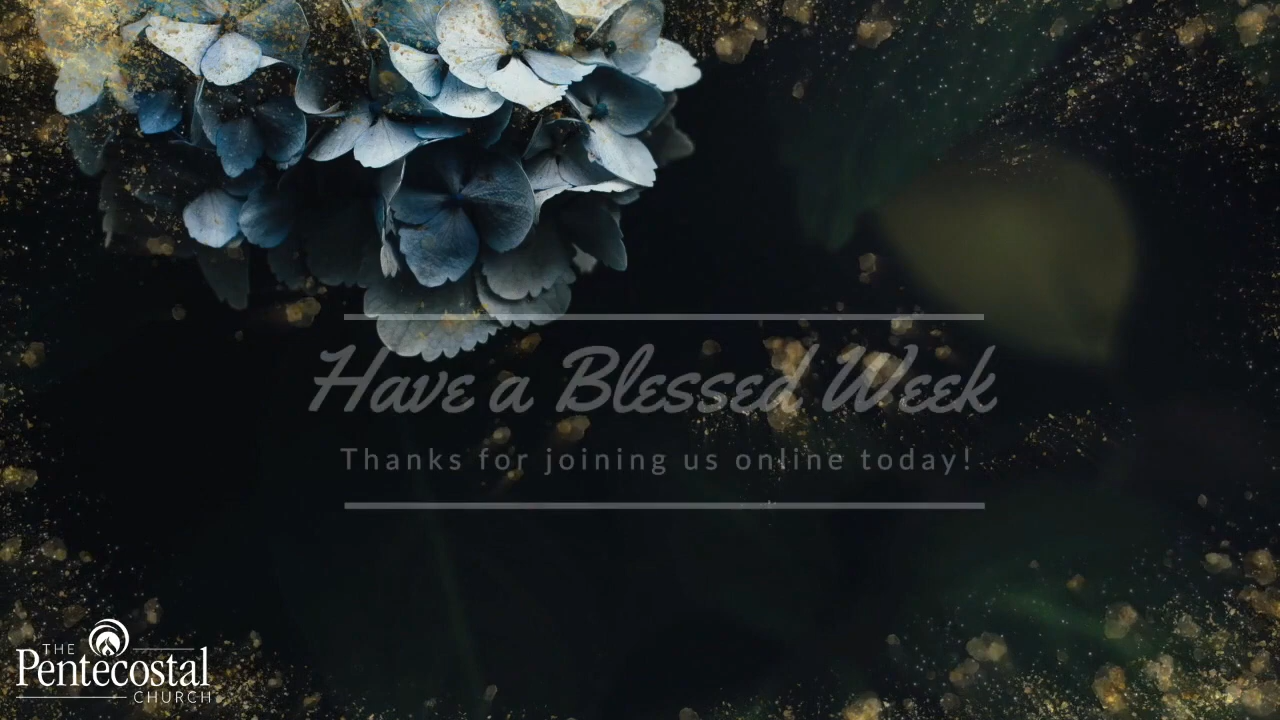 Have a Blessed Week
Thanks for joining us online today!
THE
Pentecostal
CHURCH